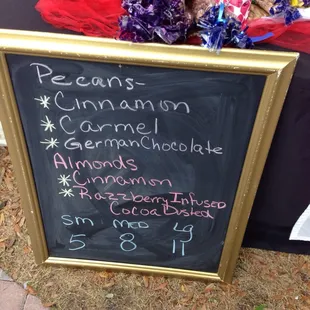 Pecans-
* Cinnamon
* Carmel
* German Chocolate
Almonds
* Cinnamon
* Razzberry Infused
Cocoa Dusted
SM MED Lg
5 8 11